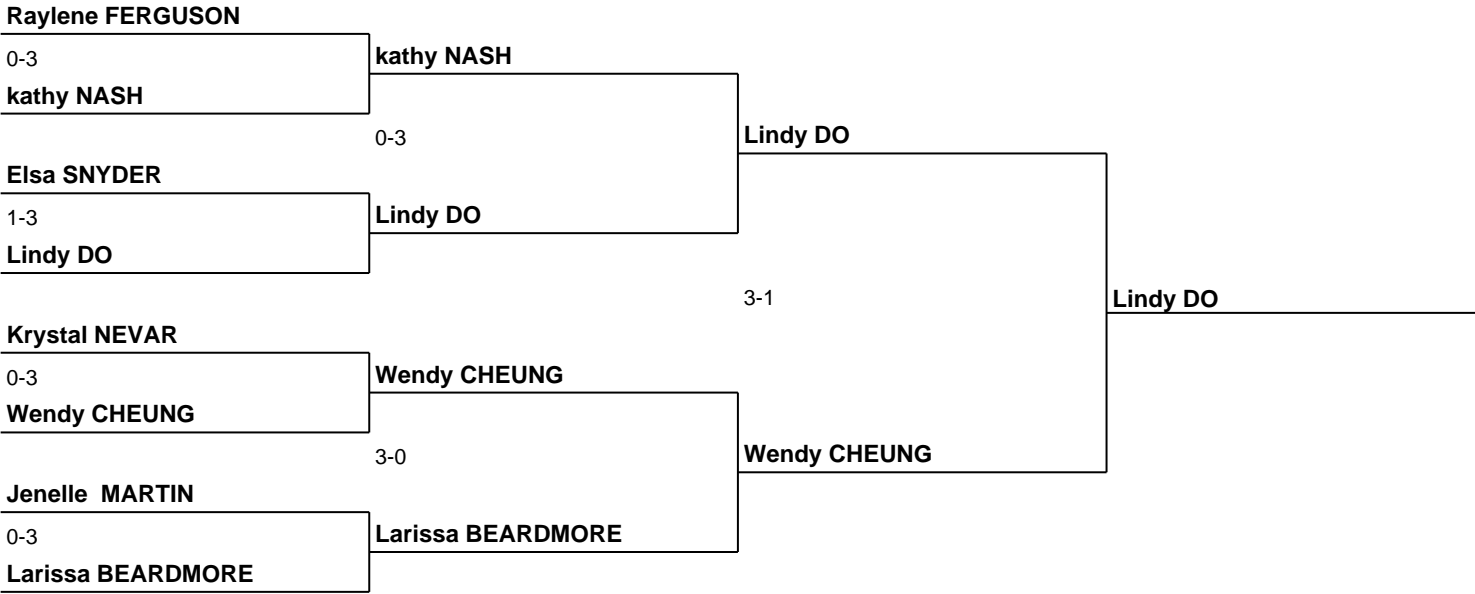 Raylene FERGUSON
0-3
kathy NASH
kathy NASH
0-3
Lindy DO
Elsa SNYDER
1-3
Lindy DO
Lindy DO
3-1
Lindy DO
Krystal NEVAR
0-3
Wendy CHEUNG
Wendy CHEUNG
3-0
Wendy CHEUNG
Jenelle  MARTIN
0-3
Larissa BEARDMORE
Larissa BEARDMORE